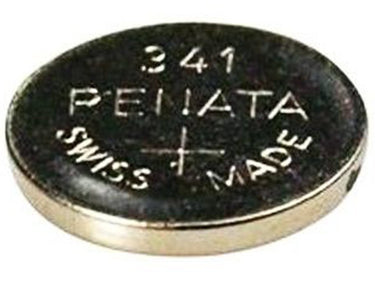 341
RENATA
+
SWISS MADE